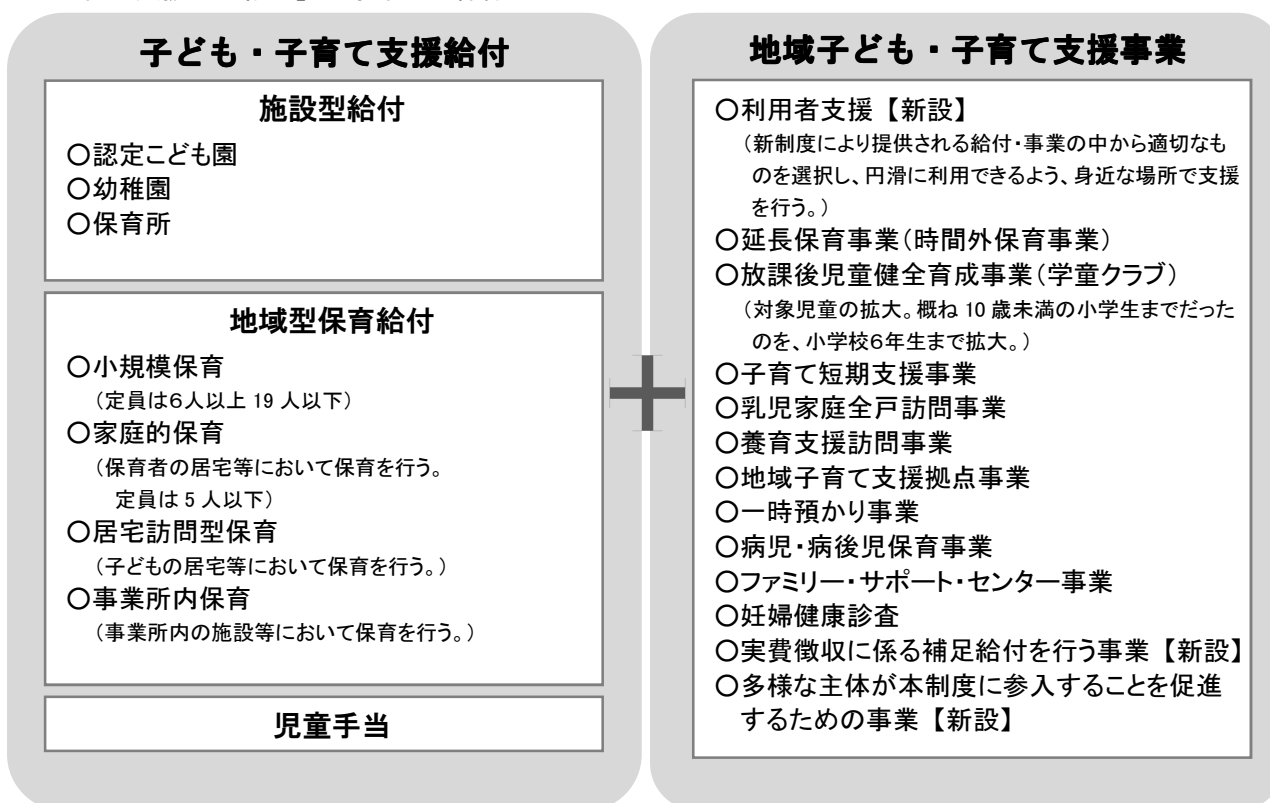 子ども・子育て支援給付
施設型給付
〇認定こども園
〇幼稚園
〇保育所
地域型保育給付
〇小規模保育
（定員は６人以上 19 人以下）
〇家庭的保育
（保育者の居宅等において保育を行う。
定員は 5 人以下）
〇居宅訪問型保育
（子どもの居宅等において保育を行う。）
〇事業所内保育
（事業所内の施設等において保育を行う。）
児童手当
地域子ども・子育て支援事業
〇利用者支援【新設】
（新制度により提供される給付・事業の中から適切なも
のを選択し、円滑に利用できるよう、身近な場所で支援
を行う。）
〇延長保育事業（時間外保育事業）
〇放課後児童健全育成事業（学童クラブ）
（対象児童の拡大。概ね 10 歳未満の小学生までだった
のを、小学校６年生まで拡大。）
〇子育て短期支援事業
〇乳児家庭全戸訪問事業
〇養育支援訪問事業
〇地域子育て支援拠点事業
〇一時預かり事業
〇病児・病後児保育事業
〇ファミリー・サポート・センター事業
〇妊婦健康診査
〇実費徴収に係る補足給付を行う事業【新設】
〇多様な主体が本制度に参入することを促進
するための事業【新設】